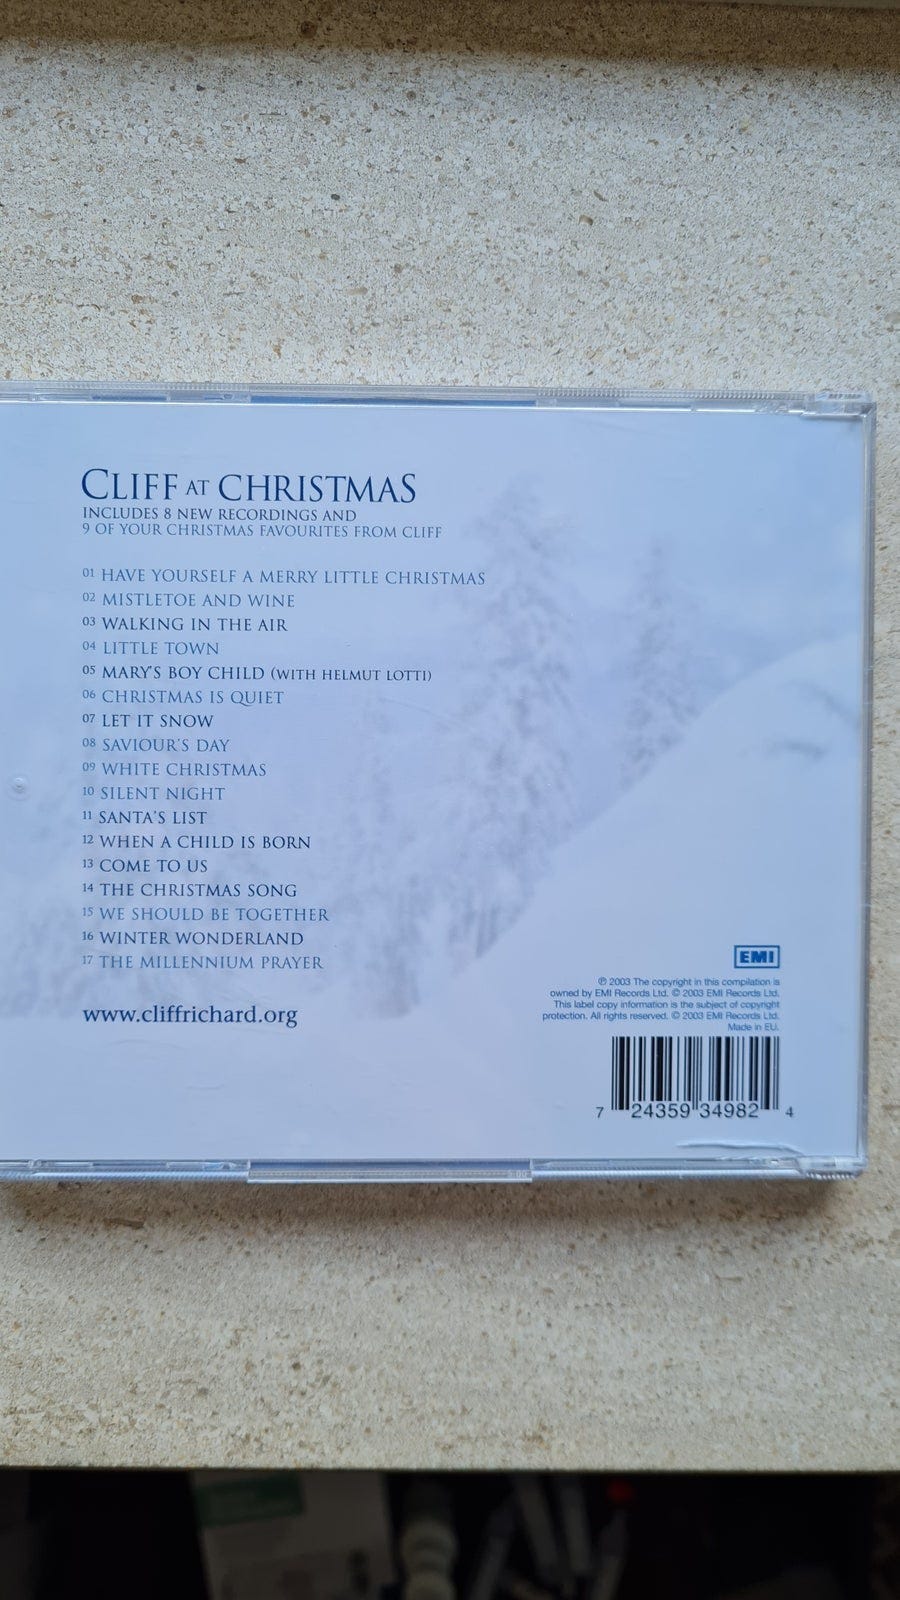 CLIFF AT CHRISTMAS
INCLUDES 8 NEW RECORDINGS AND
9 OF YOUR CHRISTMAS FAVOURITES FROM CLIFF
01 HAVE YOURSELF A MERRY LITTLE CHRISTMAS
02 MISTLETOE AND WINE
03 WALKING IN THE AIR
04 LITTLE TOWN
05 MARY'S BOY CHILD (WITH HELMUT LOTTI)
06 CHRISTMAS IS QUIET
07 LET IT SNOW
08 SAVIOUR'S DAY
09 WHITE CHRISTMAS
10 SILENT NIGHT
11 SANTA'S LIST
12 WHEN A CHILD IS BORN
13 COME TO US
14 THE CHRISTMAS SONG
15 WE SHOULD BE TOGETHER
16 WINTER WONDERLAND
17 THE MILLENNIUM PRAYER
www.cliffrichard.org
EMI
℗ 2003 The copyright in this compilation is
owned by EMI Records Ltd. © 2003 EMI Records Ltd.
This label copy information is the subject of copyright
protection. All rights reserved. © 2003 EMI Records Ltd.
Made in EU.
7 24359 34982 4